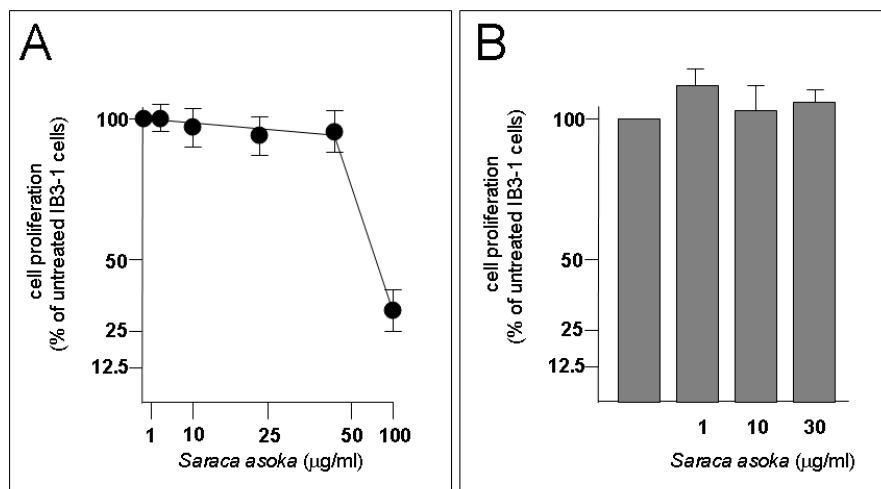 A
cell proliferation
(% of untreated IB3-1 cells)
100
50
25
12.5
1 10 25 50 100
Saraca asoka (μg/ml)
B
cell proliferation
(% of untreated IB3-1 cells)
100
50
25
12.5
1 10 30
Saraca asoka (μg/ml)